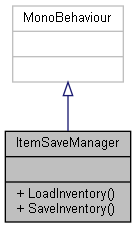 MonoBehaviour
ItemSaveManager
+ LoadInventory()
+ SaveInventory()